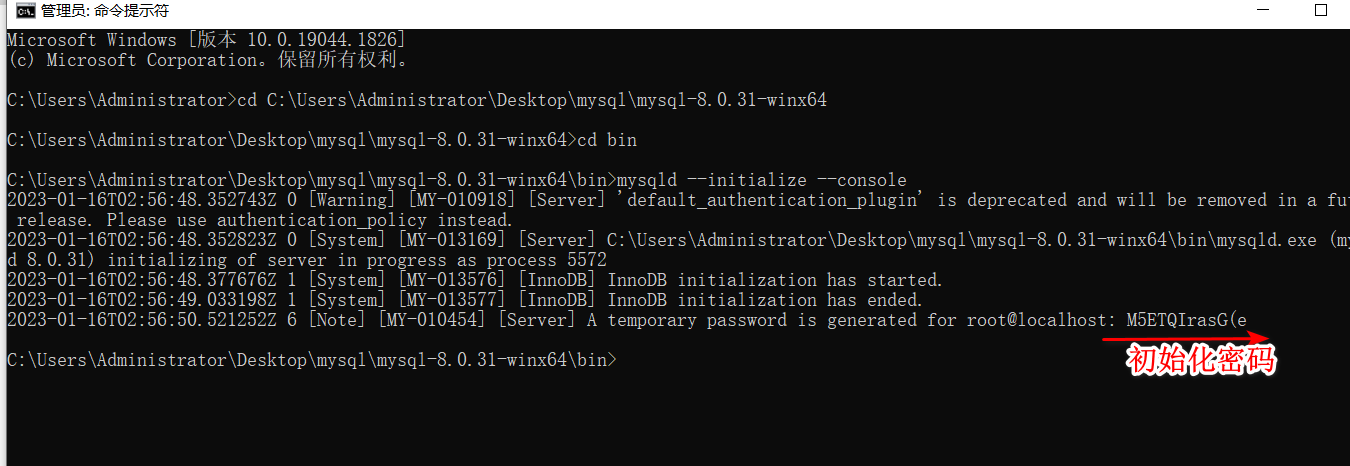 管理员: 命令提示符
Microsoft Windows [版本 10.0.19044.1826]
(c) Microsoft Corporation。保留所有权利。
C:\Users\Administrator>cd C:\Users\Administrator\Desktop\mysql\mysql-8.0.31-winx64
C:\Users\Administrator\Desktop\mysql\mysql-8.0.31-winx64>cd bin
C:\Users\Administrator\Desktop\mysql\mysql-8.0.31-winx64\bin>mysqld --initialize --console
2023-01-16T02:56:48.352743Z 0 [Warning] [MY-010918] [Server] 'default_authentication_plugin' is deprecated and will be removed in a fut
release. Please use authentication_policy instead.
2023-01-16T02:56:48.352823Z 0 [System] [MY-013169] [Server] C:\Users\Administrator\Desktop\mysql\mysql-8.0.31-winx64\bin\mysqld.exe (my
d 8.0.31) initializing of server in progress as process 5572
2023-01-16T02:56:48.377676Z 1 [System] [MY-013576] [InnoDB] InnoDB initialization has started.
2023-01-16T02:56:49.033198Z 1 [System] [MY-013577] [InnoDB] InnoDB initialization has ended.
2023-01-16T02:56:50.521252Z 6 [Note] [MY-010454] [Server] A temporary password is generated for root@localhost: M5ETQIrasG(e
初始化密码
C:\Users\Administrator\Desktop\mysql\mysql-8.0.31-winx64\bin>